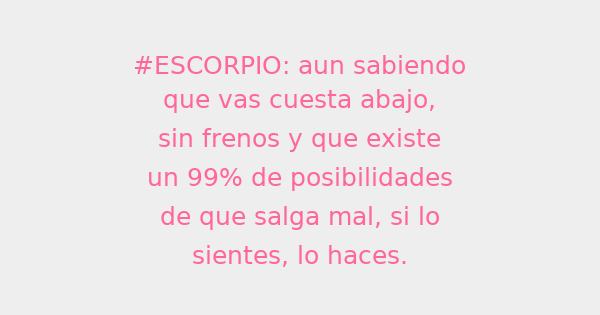 #ESCORPIO: aun sabiendo
que vas cuesta abajo,
sin frenos y que existe
un 99% de posibilidades
de que salga mal, si lo
sientes, lo haces.